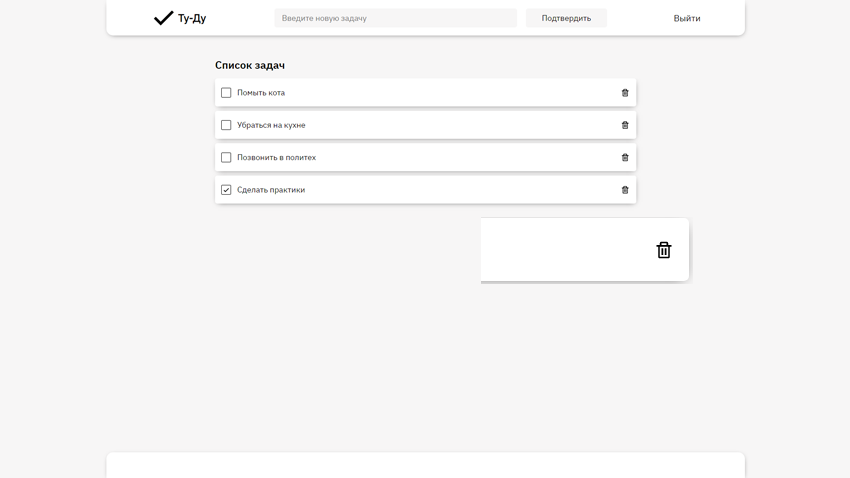 Ту-Ду
Введите новую задачу
Подтвердить
Выйти
Список задач
Помыть кота
Убраться на кухне
Позвонить в политех
Сделать практики